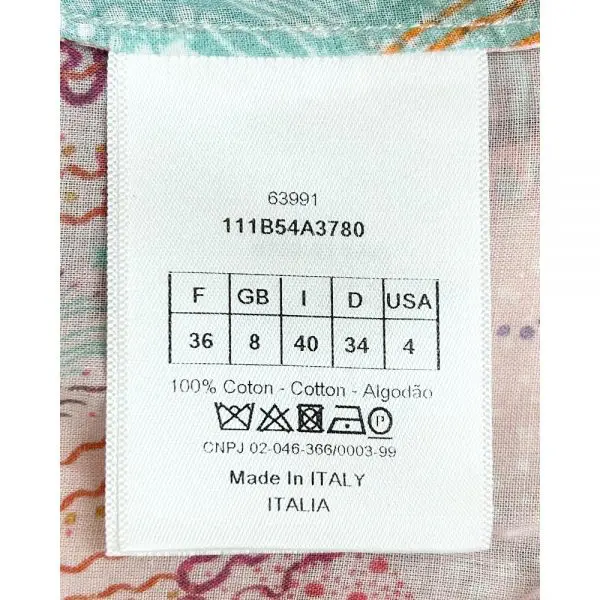 63991
111B54A3780
F GB I D USA
36 8 40 34 4
100% Coton - Cotton - Algodão
P
CNPJ 02-046-366/0003-99
Made In ITALY
ITALIA